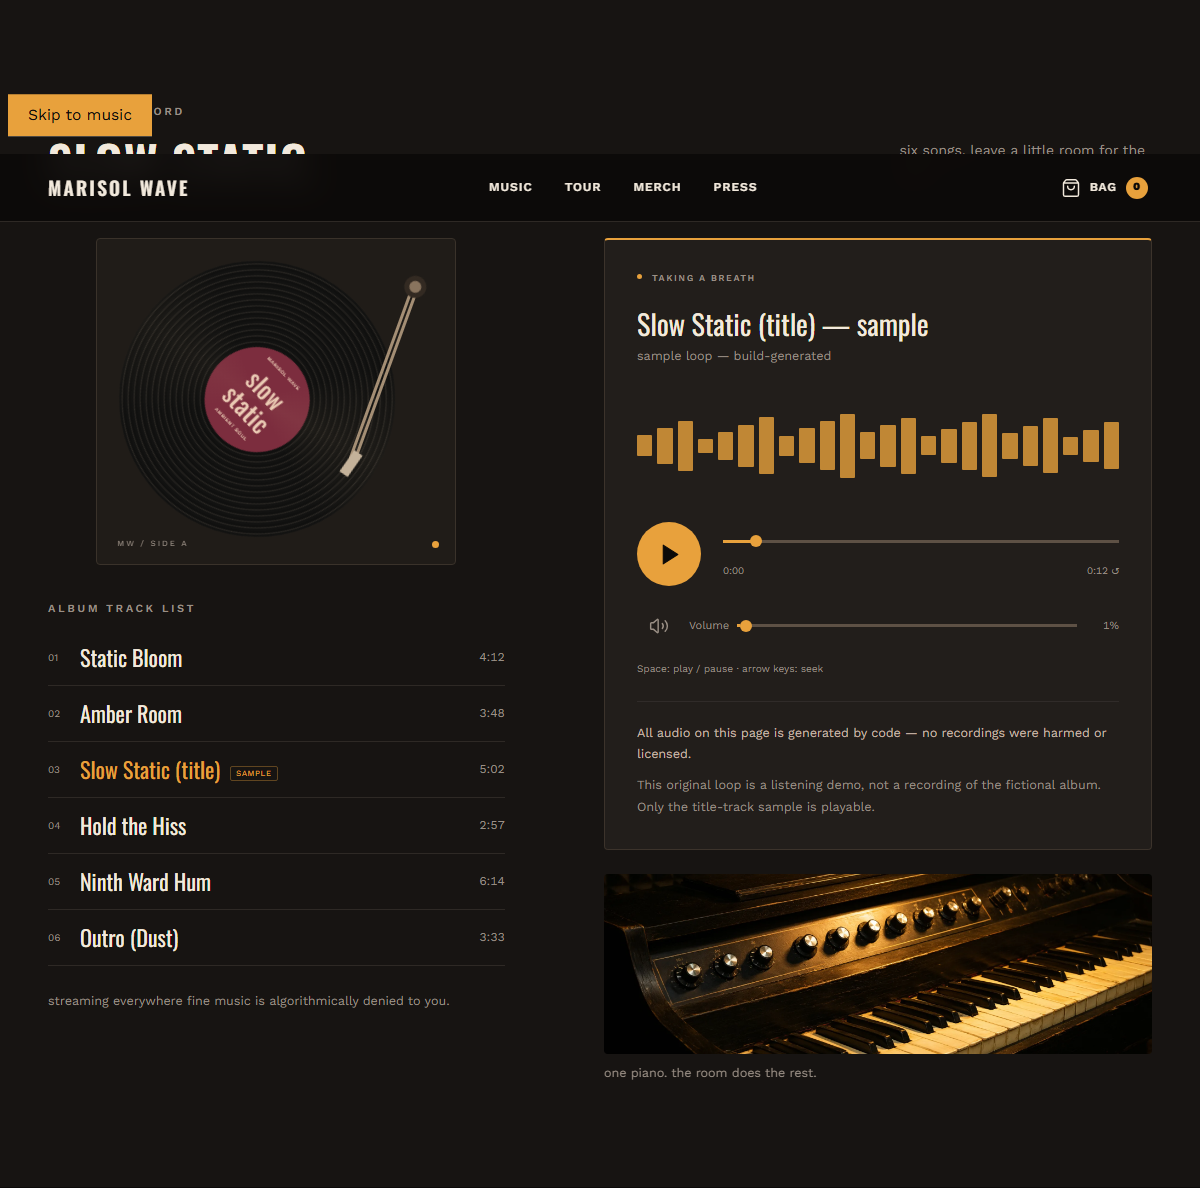 Skip to music
ORD
SLOW STATIC
six songs. leave a little room for the
MARISOL WAVE
MUSIC
TOUR
MERCH
PRESS
BAG
0
MARISOL WAVE
slow
static
AMBIENT SOUL
MW / SIDE A
ALBUM TRACK LIST
01 Static Bloom 4:12
02 Amber Room 3:48
03 Slow Static (title) SAMPLE 5:02
04 Hold the Hiss 2:57
05 Ninth Ward Hum 6:14
06 Outro (Dust) 3:33
streaming everywhere fine music is algorithmically denied to you.
TAKING A BREATH
Slow Static (title) — sample
sample loop — build-generated
0:00
0:12 ↺
Volume
1%
Space: play / pause · arrow keys: seek
All audio on this page is generated by code — no recordings were harmed or
licensed.
This original loop is a listening demo, not a recording of the fictional album.
Only the title-track sample is playable.
one piano. the room does the rest.